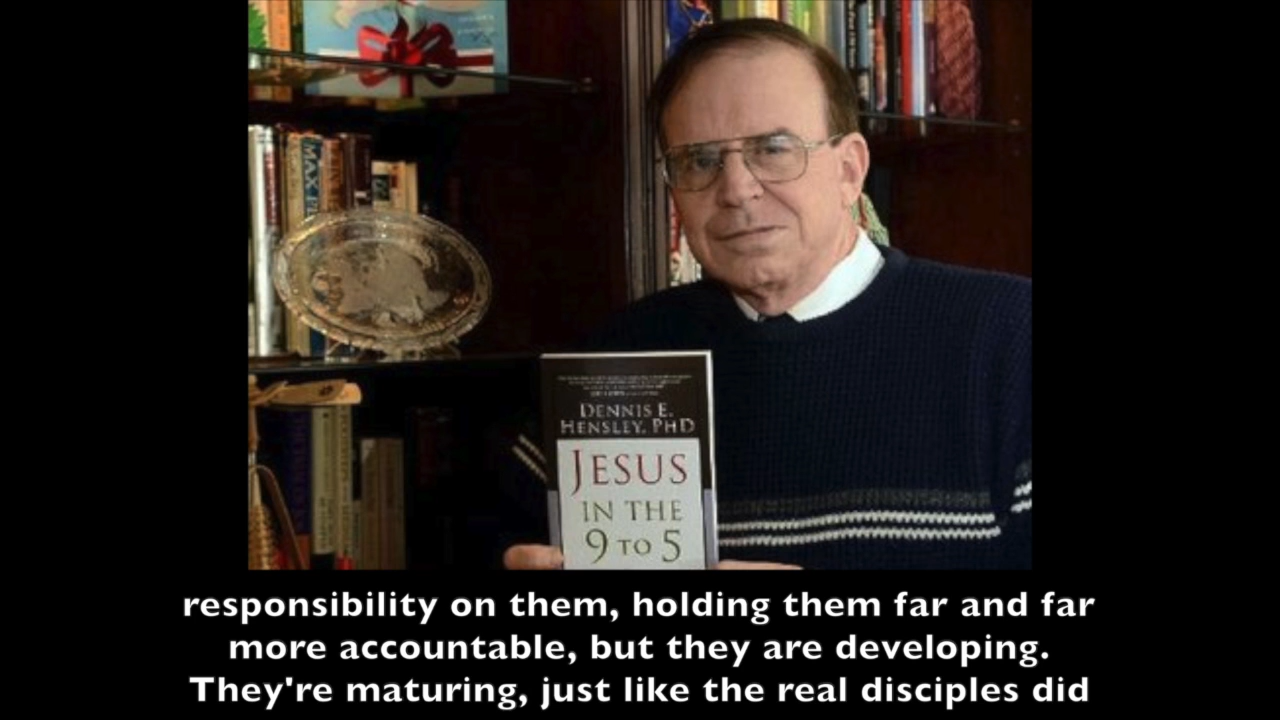 MAX
DENNIS E.
HENSLEY, PHD
JESUS
IN THE
9 TO 5
responsibility on them, holding them far and far
more accountable, but they are developing.
They're maturing, just like the real disciples did